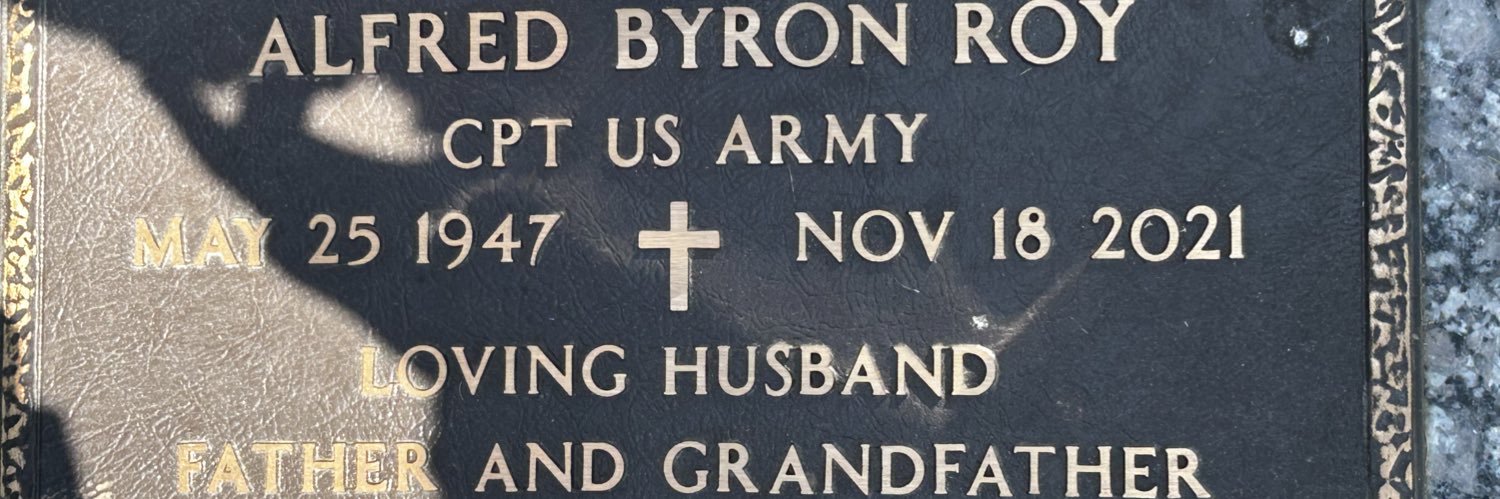 ALFRED BYRON ROY
CPT US ARMY
MAY 25 1947 NOV 18 2021
LOVING HUSBAND
FATHER AND GRANDFATHER